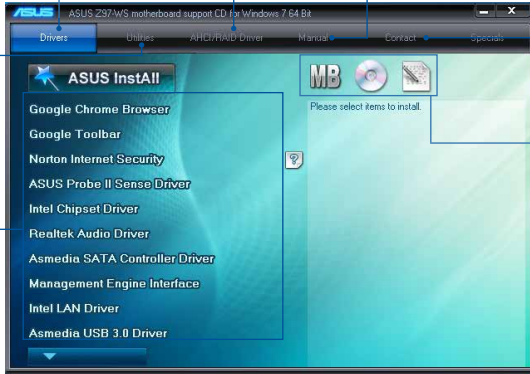 ASUS Z97-WS motherboard support CD for Windows 7 64 Bit
Drivers Utilities AHCI/RAID Driver Manual Contact Specials
ASUS InstAll
MB
Please select items to install.
Google Chrome Browser
Google Toolbar
Norton Internet Security
?
ASUS Probe II Sense Driver
Intel Chipset Driver
Realtek Audio Driver
Asmedia SATA Controller Driver
Management Engine Interface
Intel LAN Driver
Asmedia USB 3.0 Driver